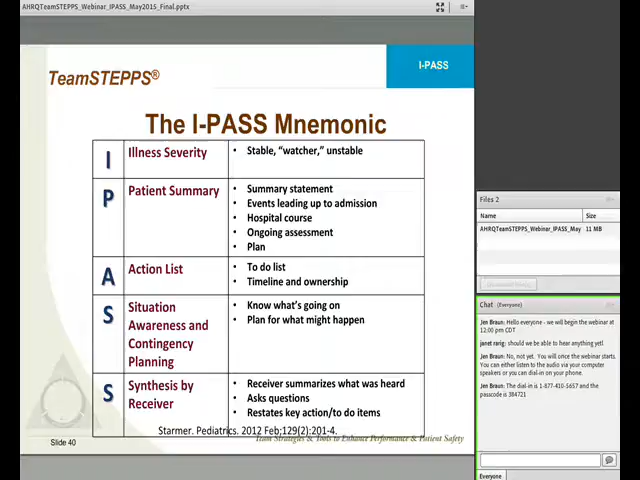 AHRQTeamSTEPPS_Webinar_IPASS_May2015_Final.pptx
TeamSTEPPS®
I-PASS
The I-PASS Mnemonic
I
Illness Severity
• Stable, “watcher,” unstable
P
Patient Summary
• Summary statement
• Events leading up to admission
• Hospital course
• Ongoing assessment
• Plan
A
Action List
• To do list
• Timeline and ownership
S
Situation
Awareness and
Contingency
Planning
• Know what's going on
• Plan for what might happen
S
Synthesis by
Receiver
• Receiver summarizes what was heard
• Asks questions
• Restates key action/to do items
Starmer. Pediatrics. 2012 Feb;129(2):201-4.
Team Strategies & Tools to Enhance Performance & Patient Safety
Slide 40
Files 2
Name Size
AHRQTeamSTEPPS_Webinar_IPASS_May 11 MB
Chat (Everyone)
Jen Braun: Hello everyone - we will begin the webinar at
12:00 pm CDT
janet rarig: should we be able to hear anything yet!
Jen Braun: No, not yet. You will once the webinar starts.
You can either listen to the audio via your computer
speakers or you can dial-in on your phone.
Jen Braun: The dial-in is 1-877-410-5657 and the
passcode is 384721
Everyone